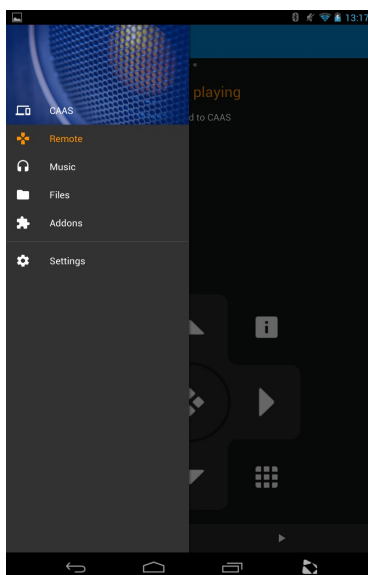 13:17
playing
d to CAAS
CAAS
Remote
Music
Files
Addons
Settings